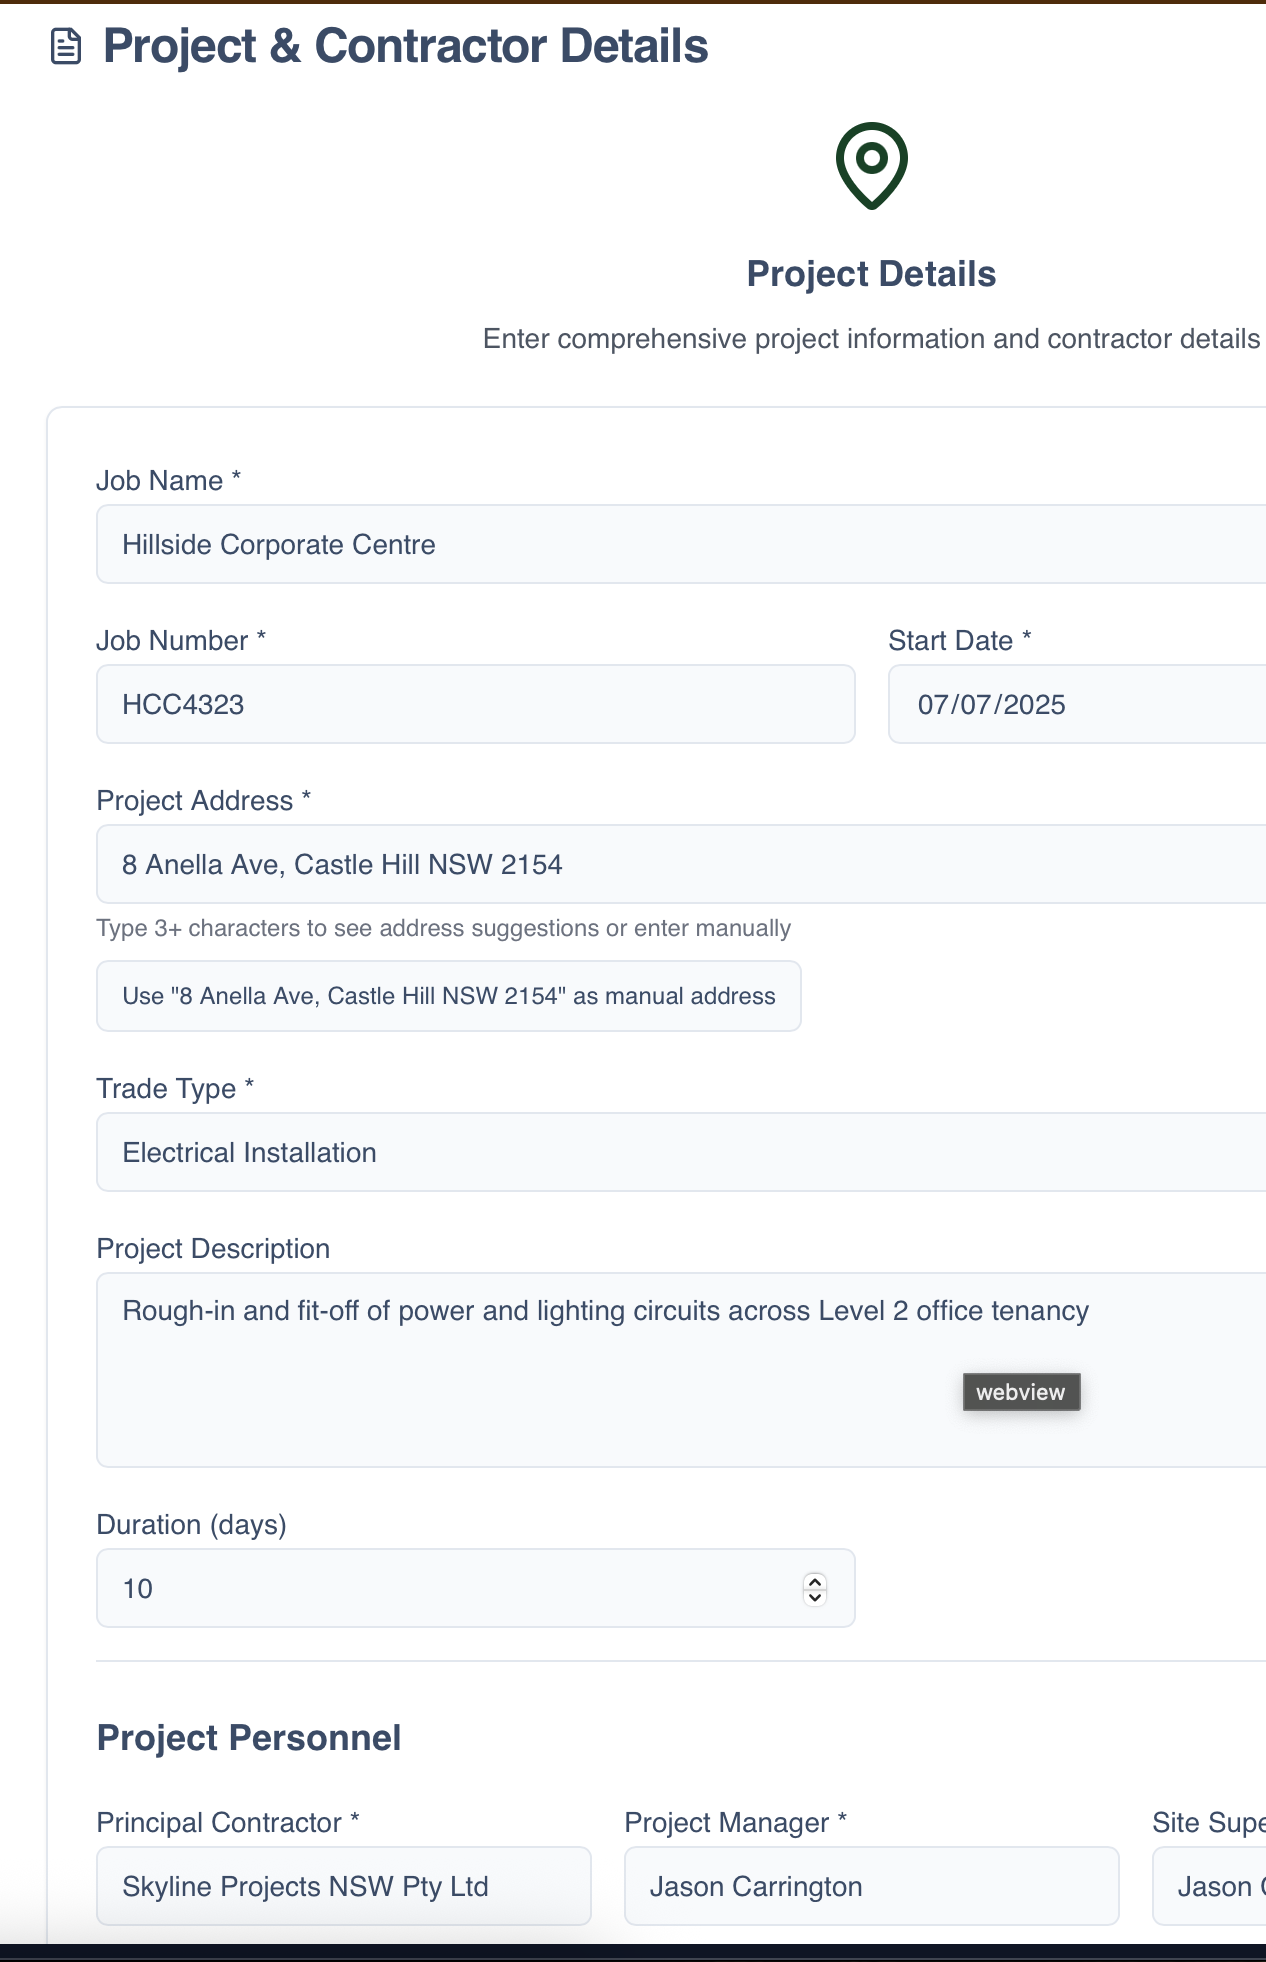 Project & Contractor Details
Project Details
Enter comprehensive project information and contractor details
Job Name *
Hillside Corporate Centre
Job Number *
Start Date *
HCC4323
07/07/2025
Project Address *
8 Anella Ave, Castle Hill NSW 2154
Type 3+ characters to see address suggestions or enter manually
Use "8 Anella Ave, Castle Hill NSW 2154" as manual address
Trade Type *
Electrical Installation
Project Description
Rough-in and fit-off of power and lighting circuits across Level 2 office tenancy
webview
Duration (days)
10
Project Personnel
Principal Contractor *
Project Manager *
Site Supe
Skyline Projects NSW Pty Ltd
Jason Carrington
Jason